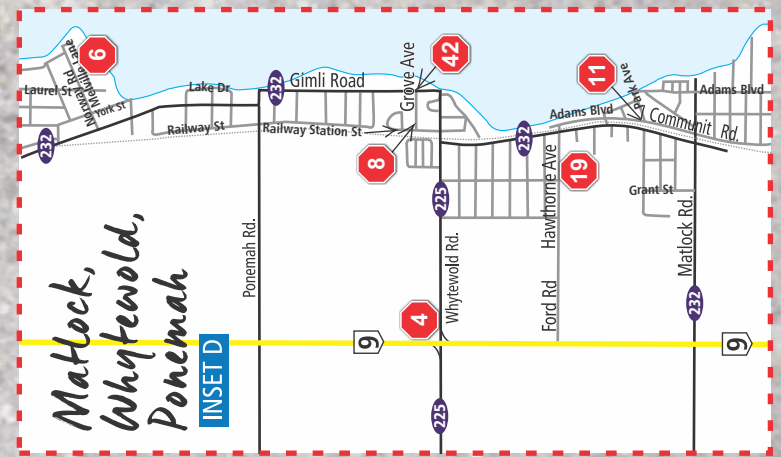 Matlock,
Whytewold,
Ponemah
INSET D
6
Norway Rd
Melville Lane
Laurel St
York St
232
Lake Dr
Railway St
232
Gimli Road
Railway Station St
Grove Ave
42
8
11
Park Ave
Adams Blvd
Adams Blvd
Communit Rd.
232
19
Hawthorne Ave
Grant St
Ponemah Rd.
225
Whytewold Rd.
4
Ford Rd
Matlock Rd.
232
9
9
225